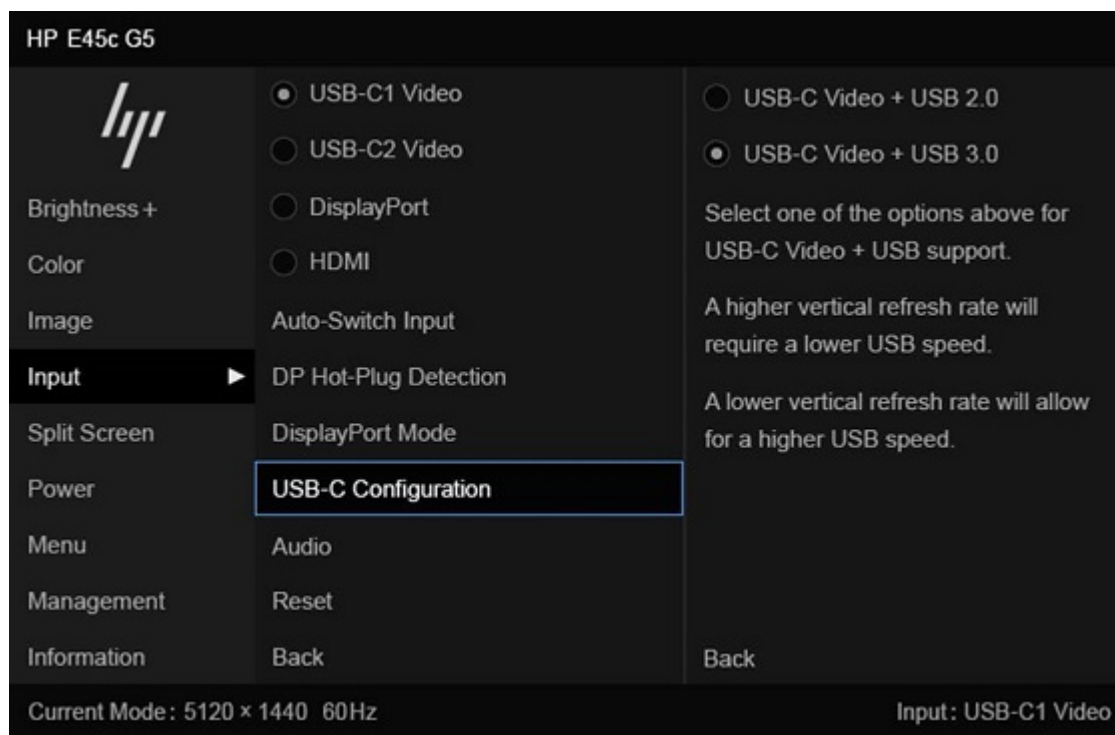 HP E45c G5
hp
Brightness +
Color
Image
Input
Split Screen
Power
Menu
Management
Information
USB-C1 Video
USB-C2 Video
DisplayPort
HDMI
Auto-Switch Input
DP Hot-Plug Detection
DisplayPort Mode
USB-C Configuration
Audio
Reset
Back
USB-C Video + USB 2.0
USB-C Video + USB 3.0
Select one of the options above for
USB-C Video + USB support.
A higher vertical refresh rate will
require a lower USB speed.
A lower vertical refresh rate will allow
for a higher USB speed.
Back
Current Mode: 5120 × 1440 60Hz
Input: USB-C1 Video